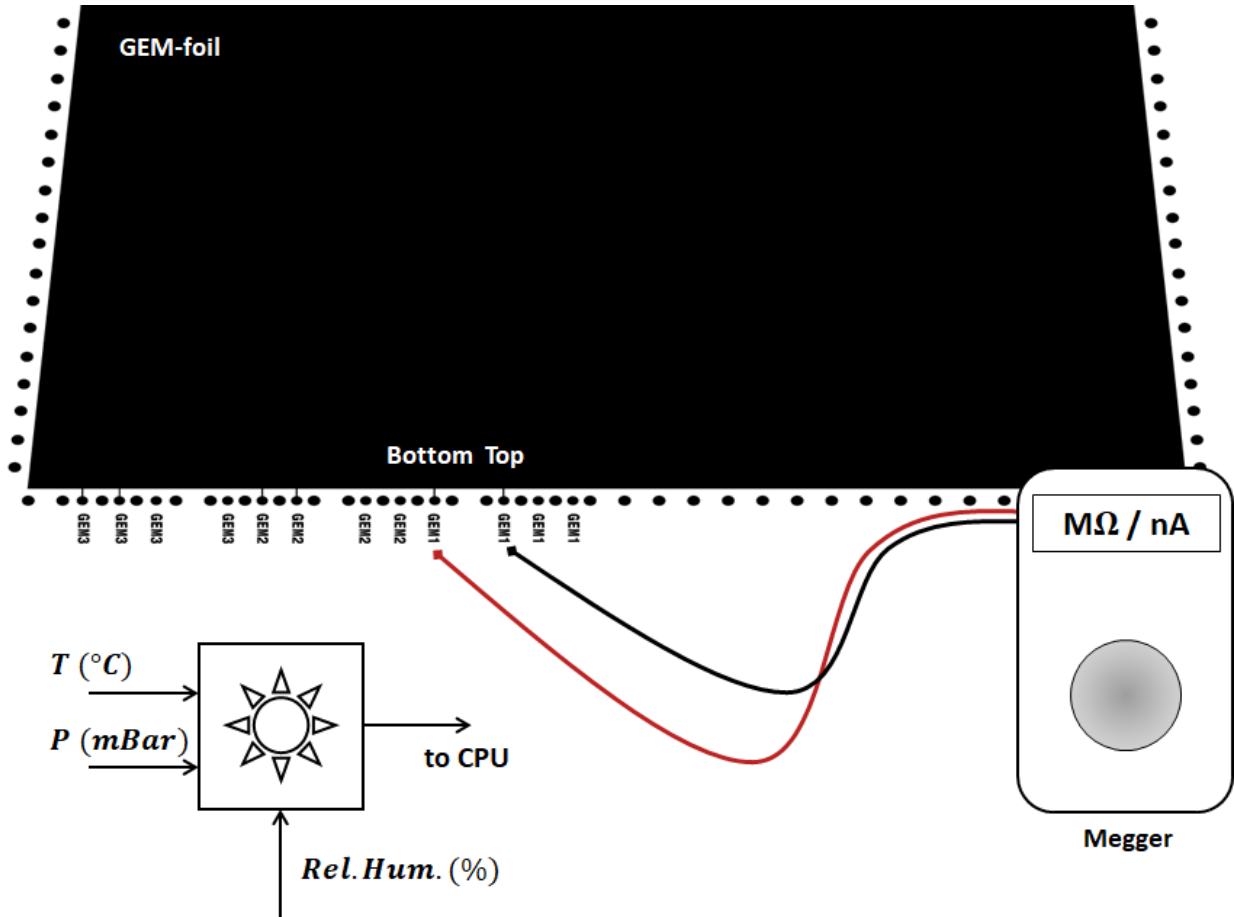 GEM-foil
Bottom Top
GEM3 GEM3 GEM3 GEM3 GEM2 GEM2 GEM2 GEM2 GEM1 GEM1 GEM1 GEM1
MΩ / nA
T (°C)
P (mBar)
to CPU
Rel.Hum.(%)
Megger